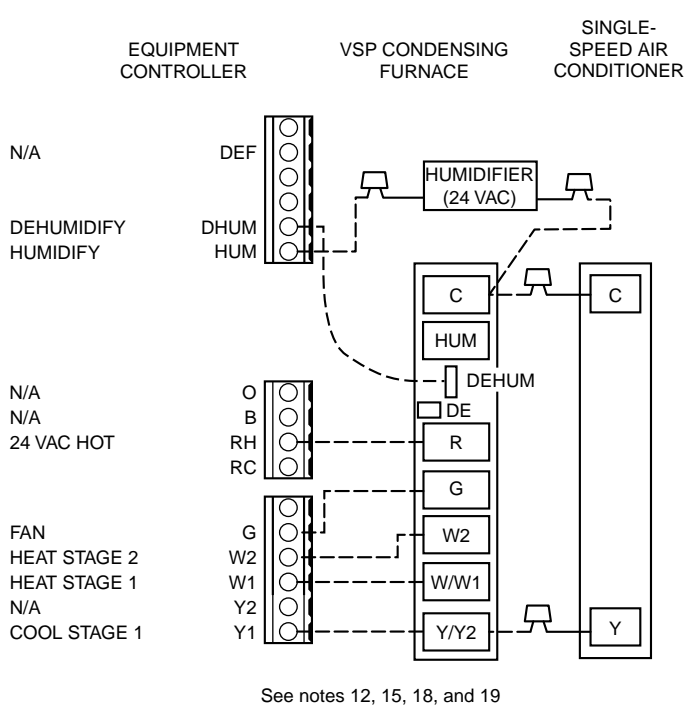 EQUIPMENT
CONTROLLER
VSP CONDENSING
FURNACE
SINGLE-
SPEED AIR
CONDITIONER
N/A DEF
HUMIDIFIER
(24 VAC)
DEHUMIDIFY DHUM
HUMIDIFY HUM
C C
HUM
DEHUM
DE
N/A O
N/A B
24 VAC HOT RH R
RC
G
FAN G
HEAT STAGE 2 W2 W2
HEAT STAGE 1 W1 W/W1
N/A Y2
COOL STAGE 1 Y1 Y/Y2 Y
See notes 12, 15, 18, and 19